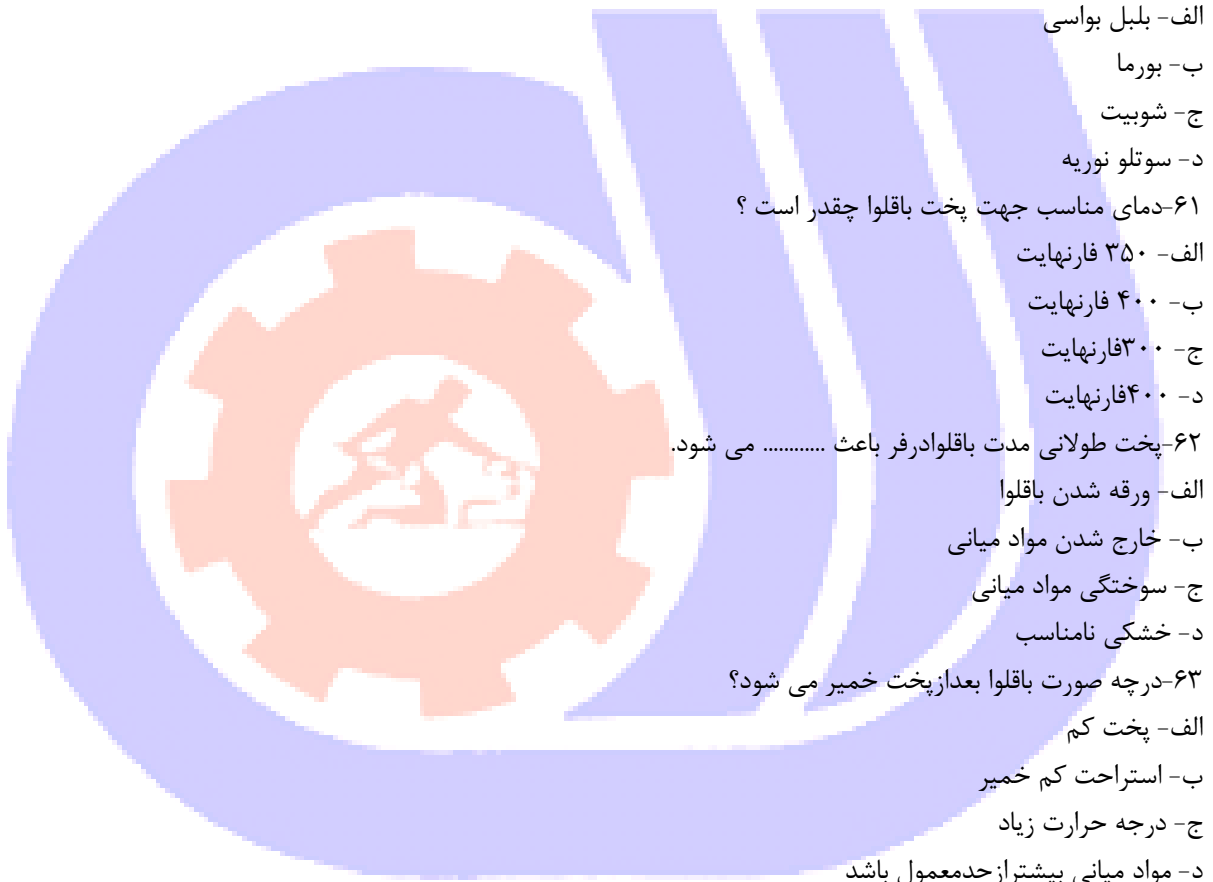 الف- بلبل بواسی
ب- بورما
ج- شوبیت
د- سوتلو نوریه
۶۱-دمای مناسب جهت پخت باقلوا چقدر است ؟
الف- ۳۵۰ فارنهایت
ب- ۴۰۰ فارنهایت
ج- ۳۰۰فارنهایت
د- ۴۰۰فارنهایت
۶۲-پخت طولانی مدت باقلوادرفر باعث ............ می شود.
الف- ورقه شدن باقلوا
ب- خارج شدن مواد میانی
ج- سوختگی مواد میانی
د- خشکی نامناسب
۶۳-درچه صورت باقلوا بعدازپخت خمیر می شود؟
الف- پخت کم
ب- استراحت کم خمیر
ج- درجه حرارت زیاد
د- مواد میانی بیشترازحدمعمول باشد